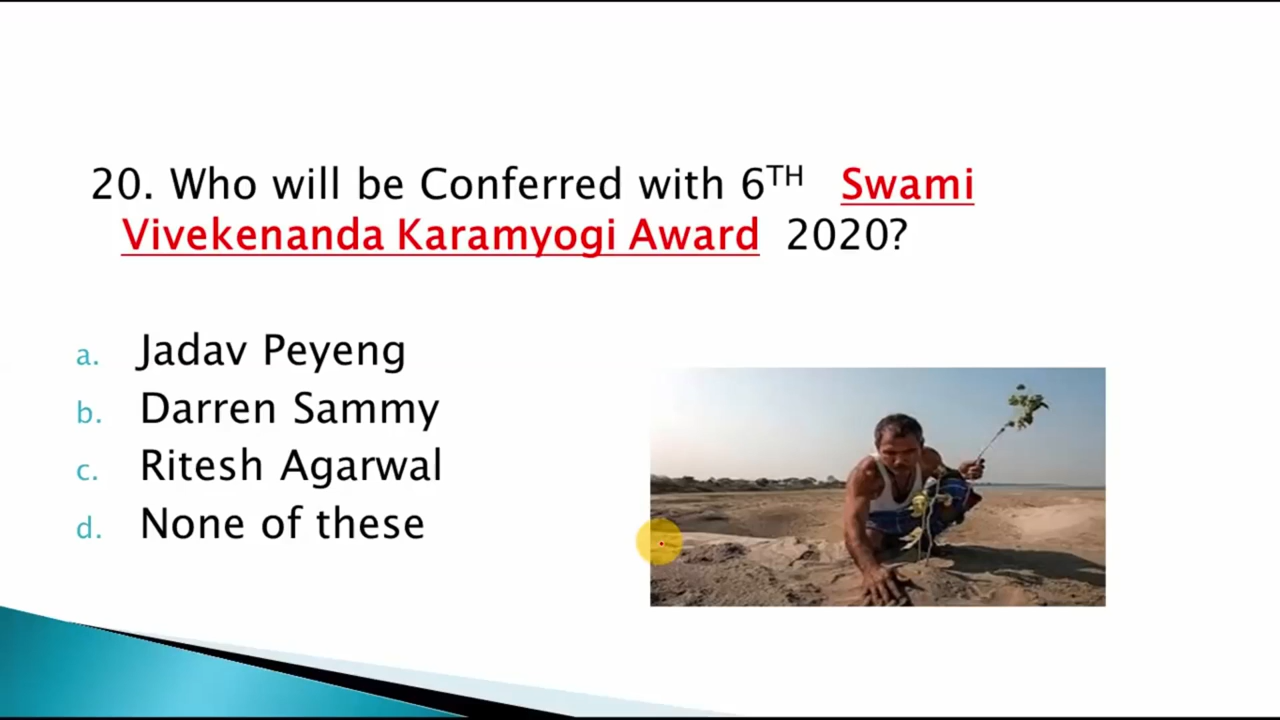 20. Who will be Conferred with 6TH Swami
Vivekenanda Karamyogi Award 2020?
a. Jadav Peyeng
b. Darren Sammy
c. Ritesh Agarwal
d. None of these